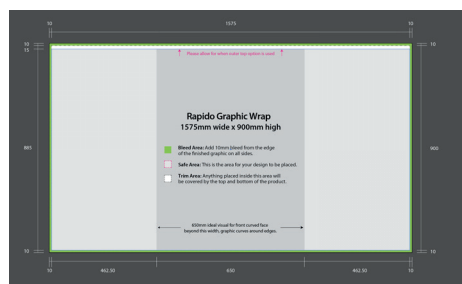 10 1575 10
10 10
15
Please allow for when water top option is used
Rapido Graphic Wrap
1575mm wide x 900mm high
Bleed Area: Add 10mm bleed from the edge
of the finished graphic on all sides.
Safe Area: This is the area for your design to be placed.
Trim Area: Anything placed inside this area will
be covered by the top and bottom of the product.
885 900
650mm ideal visual for front curved face
beyond this width, graphic curves around edges.
10 10
10 462.50 650 462.50 10